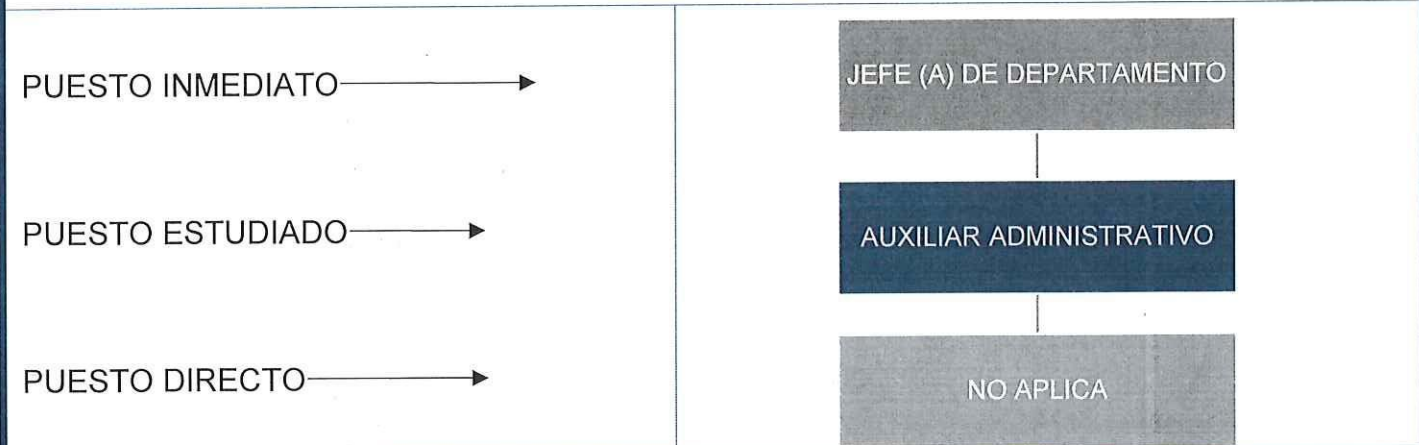 PUESTO INMEDIATO
JEFE (A) DE DEPARTAMENTO
PUESTO ESTUDIADO
AUXILIAR ADMINISTRATIVO
PUESTO DIRECTO
NO APLICA